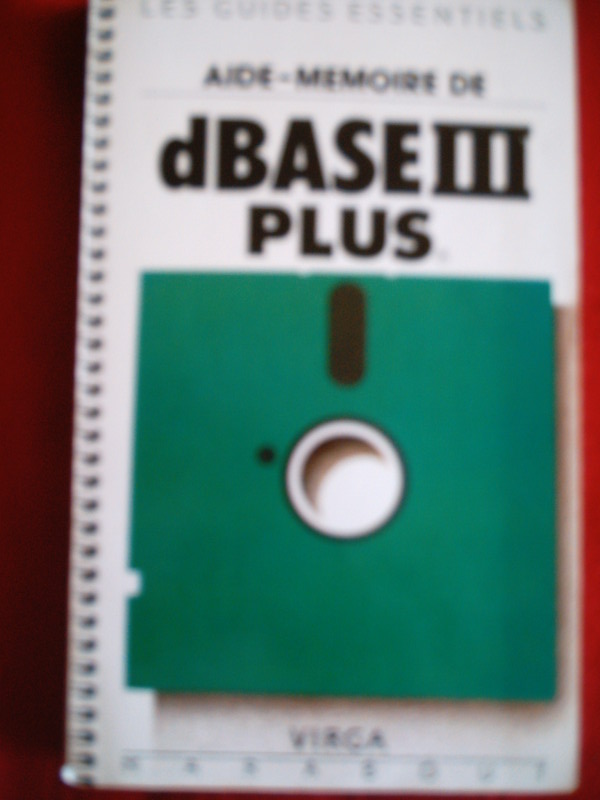 LES GUIDES ESSENTIELS
AIDE-MEMOIRE DE
dBASE III
PLUS
VIRGA
MARABOUT